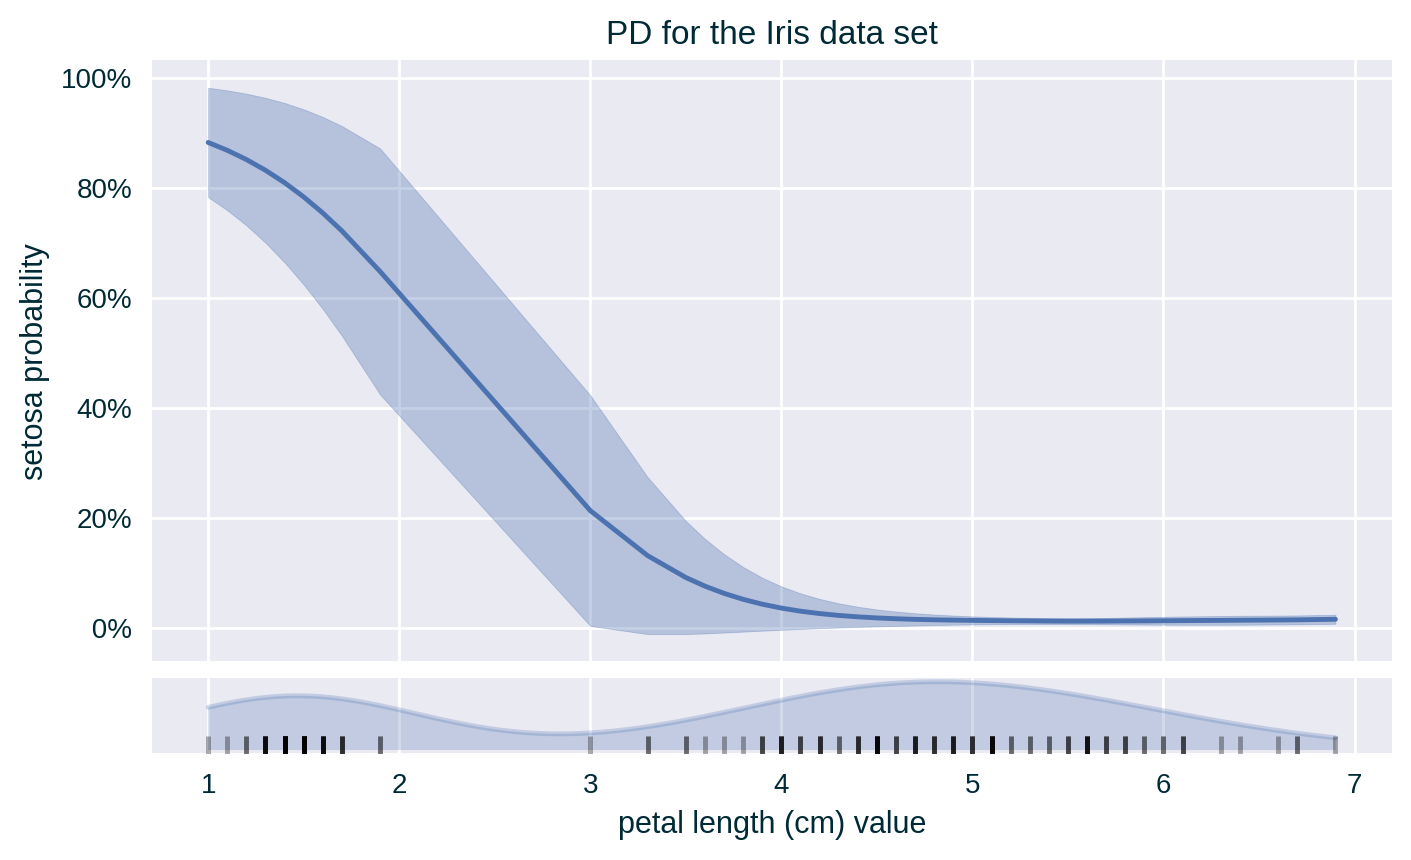 PD for the Iris data set
100%
80%
60%
40%
20%
0%
setosa probability
1 2 3 4 5 6 7
petal length (cm) value